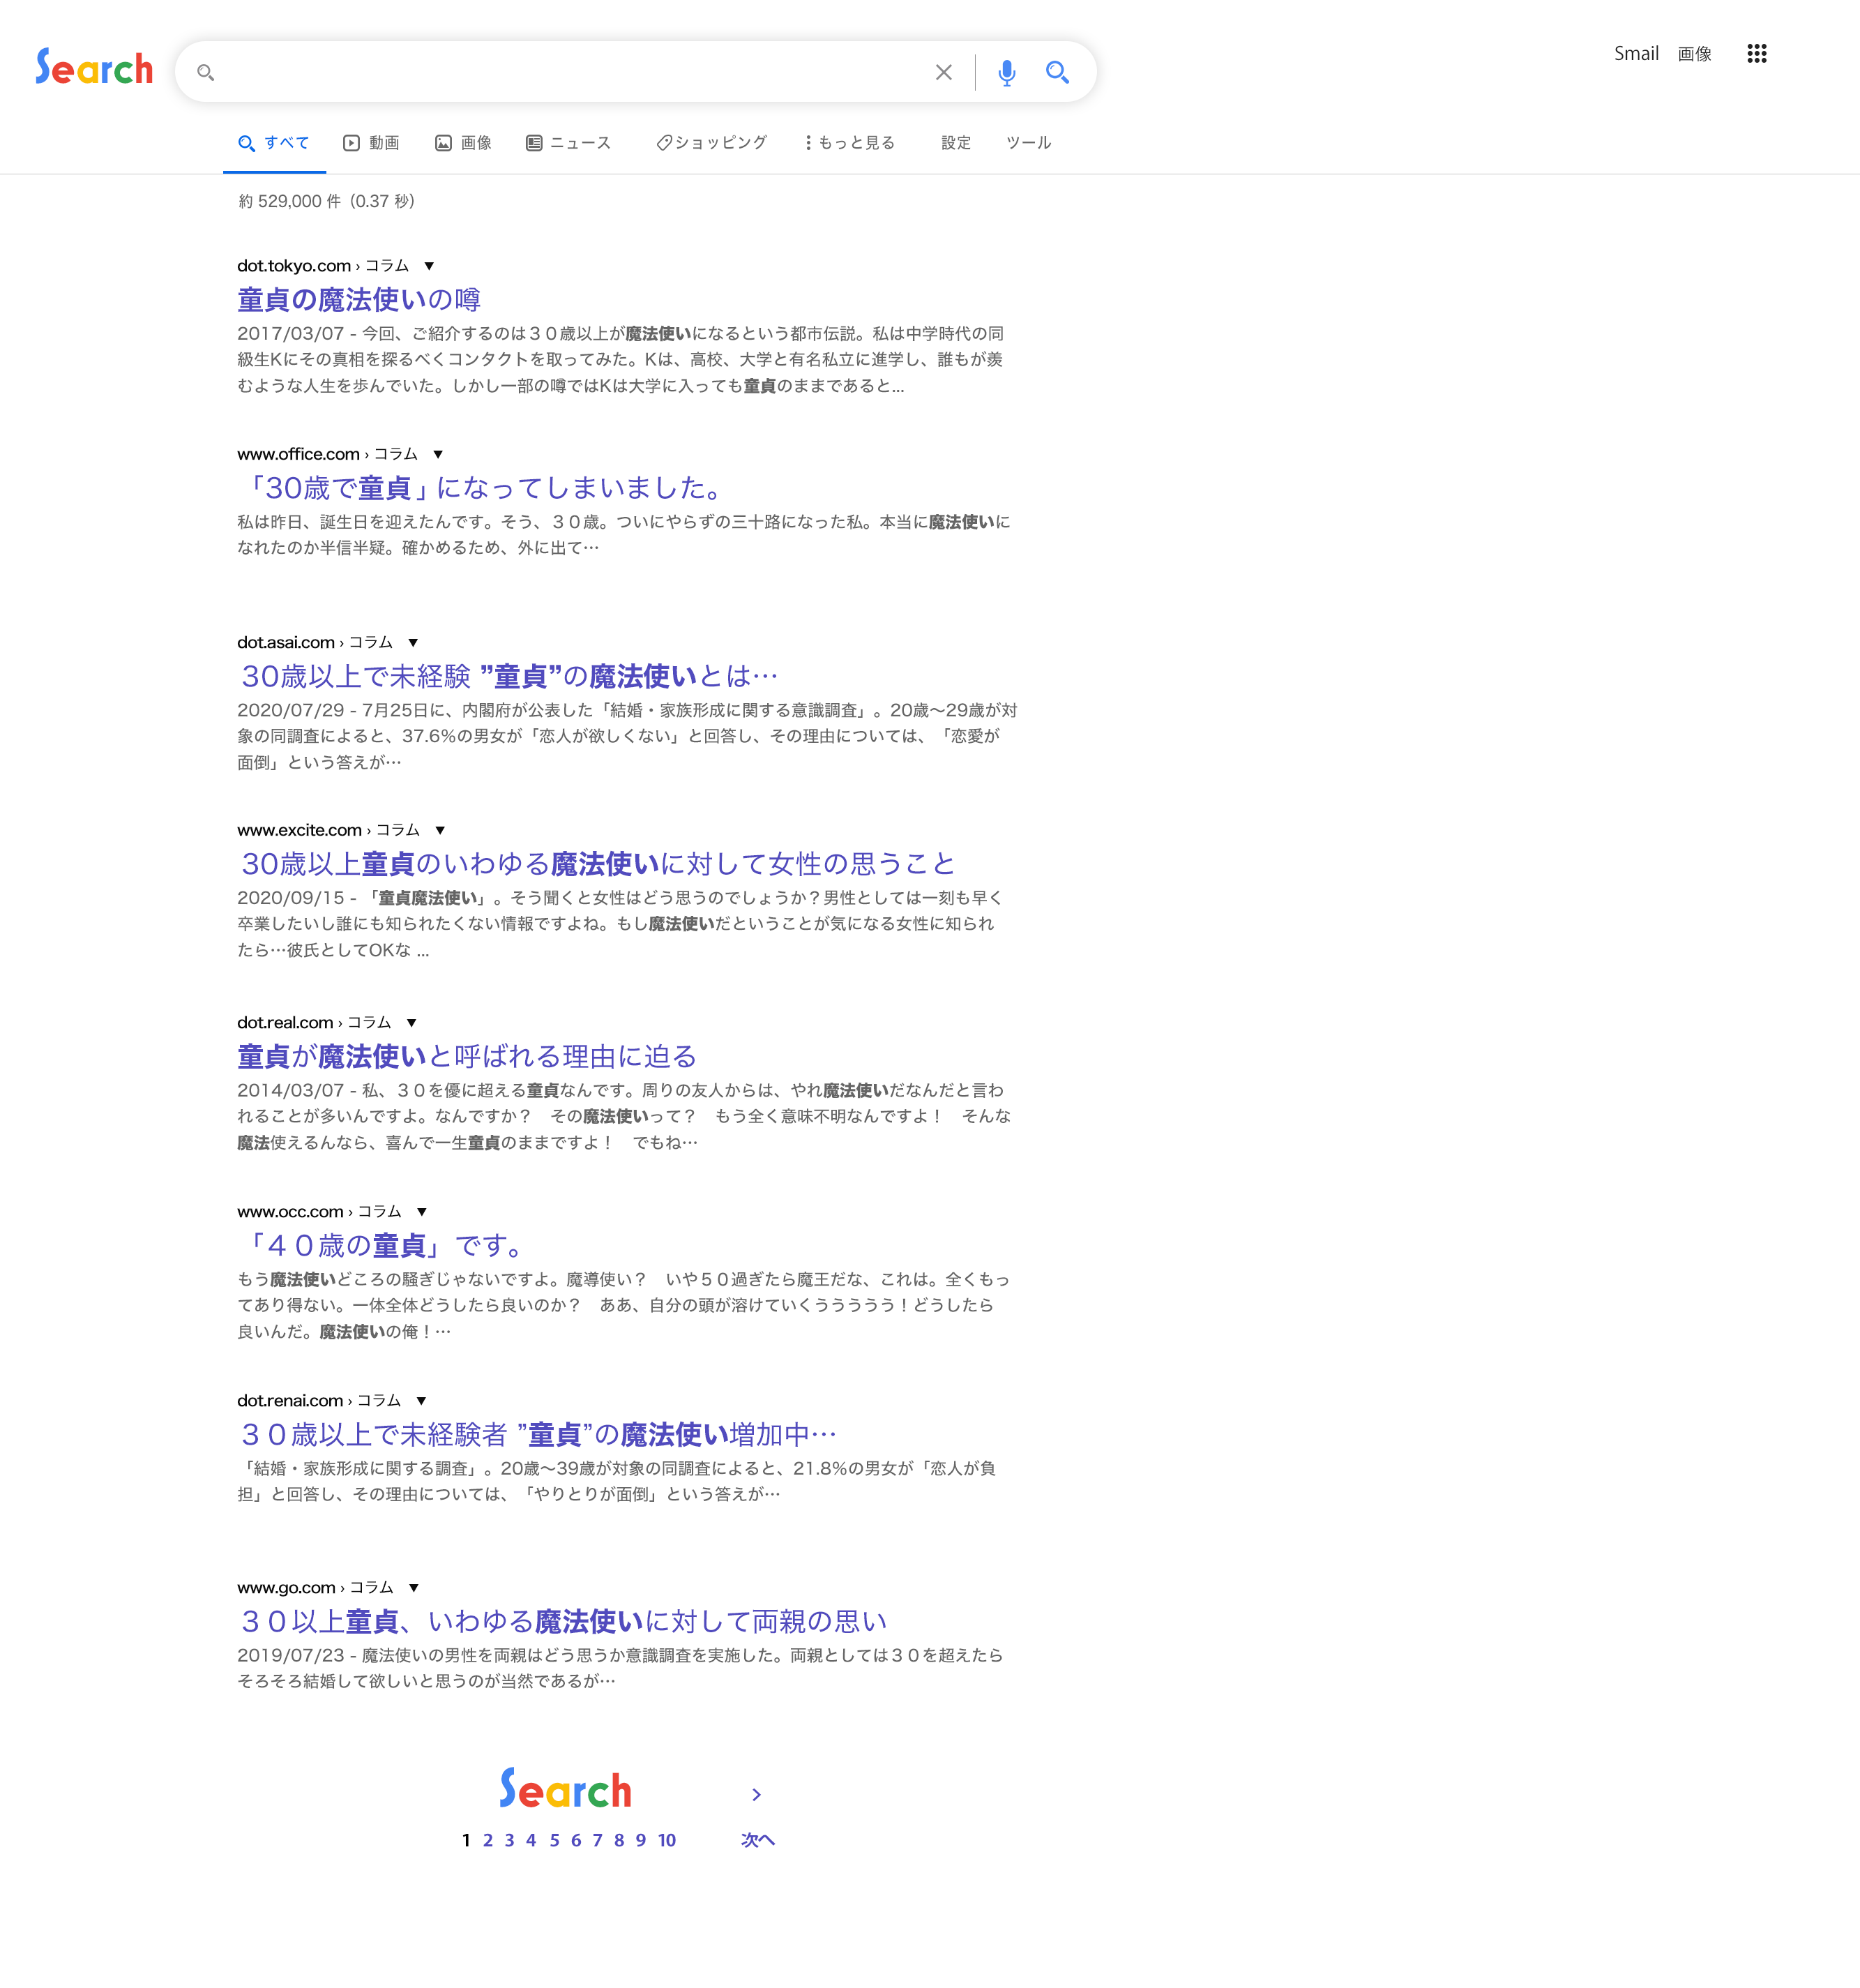 Search
Smail 画像
すべて 動画 画像 ニュース ショッピング もっと見る 設定 ツール
約 529,000 件（0.37 秒）
dot.tokyo.com › コラム ▼
童貞の魔法使いの噂
2017/03/07 - 今回、ご紹介するのは３０歳以上が魔法使いになるという都市伝説。私は中学時代の同
級生Kにその真相を探るべくコンタクトを取ってみた。Kは、高校、大学と有名私立に進学し、誰もが羨
むような人生を歩んでいた。しかし一部の噂ではKは大学に入っても童貞のままであると...
www.office.com › コラム ▼
「30歳で童貞」になってしまいました。
私は昨日、誕生日を迎えたんです。そう、３０歳。ついにやらずの三十路になった私。本当に魔法使いに
なれたのか半信半疑。確かめるため、外に出て…
dot.asai.com › コラム ▼
30歳以上で未経験 ”童貞”の魔法使いとは…
2020/07/29 - 7月25日に、内閣府が公表した「結婚・家族形成に関する意識調査」。20歳〜29歳が対
象の同調査によると、37.6％の男女が「恋人が欲しくない」と回答し、その理由については、「恋愛が
面倒」という答えが…
www.excite.com › コラム ▼
30歳以上童貞のいわゆる魔法使いに対して女性の思うこと
2020/09/15 - 「童貞魔法使い」。そう聞くと女性はどう思うのでしょうか？男性としては一刻も早く
卒業したいし誰にも知られたくない情報ですよね。もし魔法使いだということが気になる女性に知られ
たら…彼氏としてOKな ...
dot.real.com › コラム ▼
童貞が魔法使いと呼ばれる理由に迫る
2014/03/07 - 私、３０を優に超える童貞なんです。周りの友人からは、やれ魔法使いだなんだと言わ
れることが多いんですよ。なんですか？　その魔法使いって？　もう全く意味不明なんですよ！　そんな
魔法使えるんなら、喜んで一生童貞のままですよ！　でもね…
www.occ.com › コラム ▼
「４０歳の童貞」です。
もう魔法使いどころの騒ぎじゃないですよ。魔導使い？　いや５０過ぎたら魔王だな、これは。全くもっ
てあり得ない。一体全体どうしたら良いのか？　ああ、自分の頭が溶けていくううううう！どうしたら
良いんだ。魔法使いの俺！…
dot.renai.com › コラム ▼
３０歳以上で未経験者 ”童貞”の魔法使い増加中…
「結婚・家族形成に関する調査」。20歳〜39歳が対象の同調査によると、21.8％の男女が「恋人が負
担」と回答し、その理由については、「やりとりが面倒」という答えが…
www.go.com › コラム ▼
３０以上童貞、いわゆる魔法使いに対して両親の思い
2019/07/23 - 魔法使いの男性を両親はどう思うか意識調査を実施した。両親としては３０を超えたら
そろそろ結婚して欲しいと思うのが当然であるが…
Search >
1 2 3 4 5 6 7 8 9 10 次へ